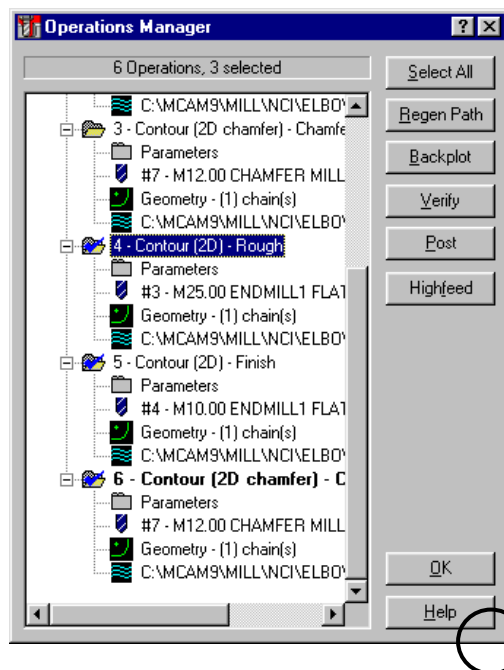 Operations Manager
6 Operations, 3 selected
C:\MCAM9\MILL\NCI\ELBO
3 - Contour (2D chamfer) - Chamfe
Parameters
#7 - M12.00 CHAMFER MILL
Geometry - (1) chain(s)
C:\MCAM9\MILL\NCI\ELBO
4 - Contour (2D) - Rough
Parameters
#3 - M25.00 ENDMILL1 FLAT
Geometry - (1) chain(s)
C:\MCAM9\MILL\NCI\ELBO
5 - Contour (2D) - Finish
Parameters
#4 - M10.00 ENDMILL1 FLAT
Geometry - (1) chain(s)
C:\MCAM9\MILL\NCI\ELBO
6 - Contour (2D chamfer) - C
Parameters
#7 - M12.00 CHAMFER MILL
Geometry - (1) chain(s)
C:\MCAM9\MILL\NCI\ELBO
Select All
Regen Path
Backplot
Verify
Post
Highfeed
OK
Help